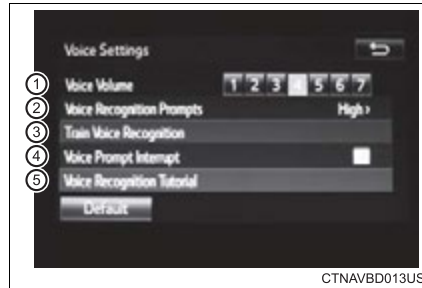 Voice Settings
1 Voice Volume 1 2 3 4 5 6 7
2 Voice Recognition Prompts High ›
3 Train Voice Recognition
4 Voice Prompt Interrupt
5 Voice Recognition Tutorial
Default
CTNAVBD013US